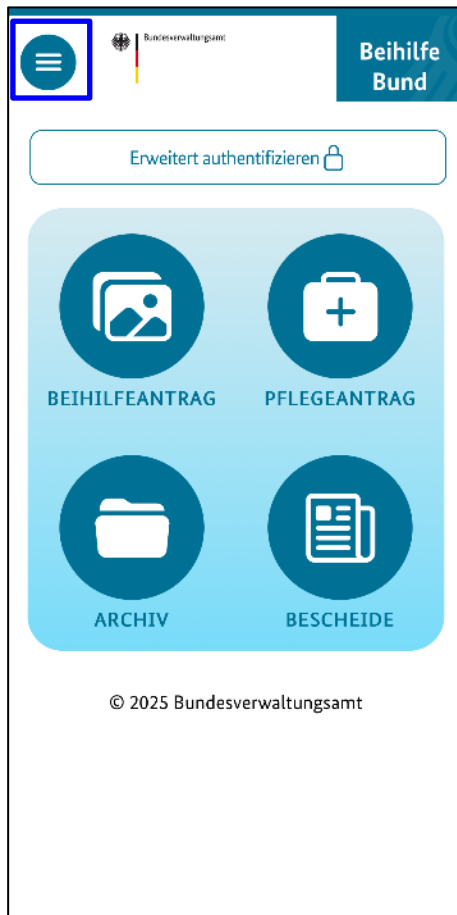 Bundesverwaltungsamt
Beihilfe
Bund
Erweitert authentifizieren
BEIHILFEANTRAG
PFLEGEANTRAG
ARCHIV
BESCHEIDE
© 2025 Bundesverwaltungsamt